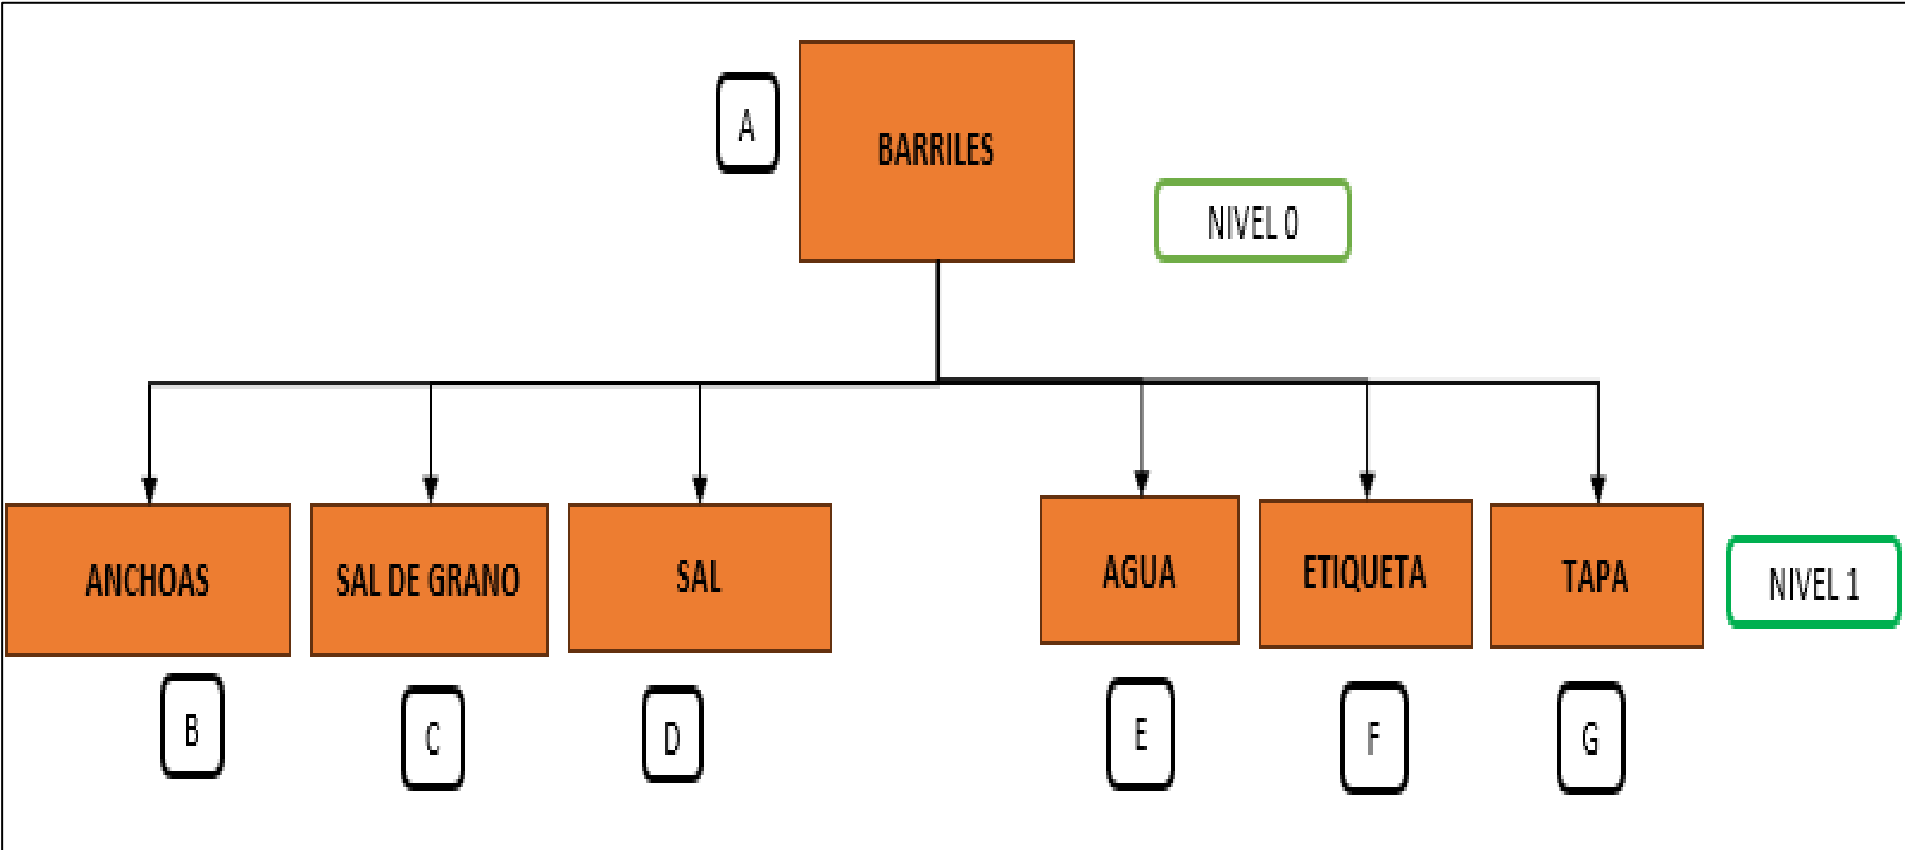 A
BARRILES
NIVEL 0
ANCHOAS
SAL DE GRANO
SAL
AGUA
ETIQUETA
TAPA
NIVEL 1
B
C
D
E
F
G